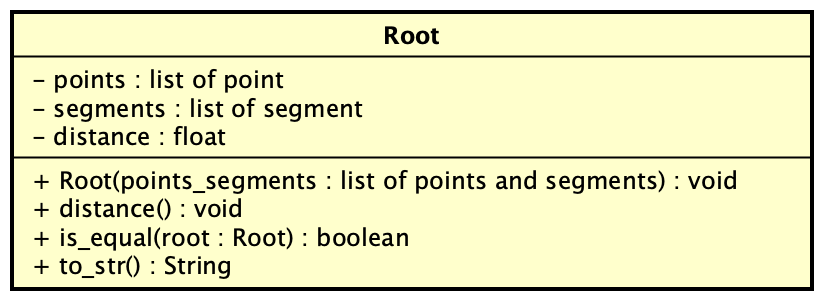 Root
– points : list of point
– segments : list of segment
– distance : float
+ Root(points_segments : list of points and segments) : void
+ distance() : void
+ is_equal(root : Root) : boolean
+ to_str() : String